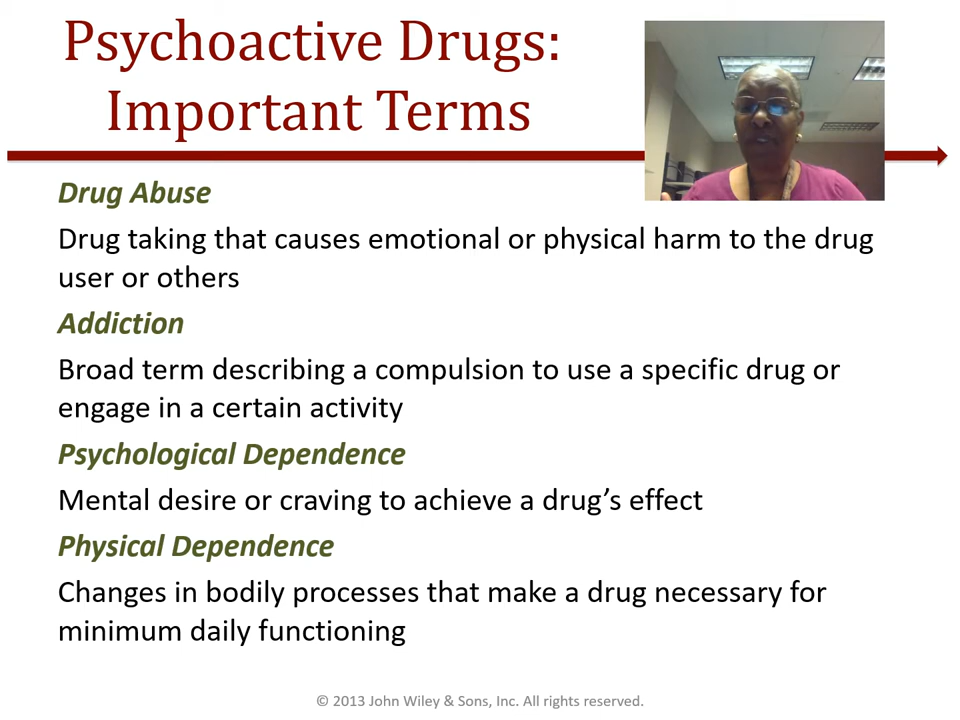 Psychoactive Drugs:
Important Terms
Drug Abuse
Drug taking that causes emotional or physical harm to the drug
user or others
Addiction
Broad term describing a compulsion to use a specific drug or
engage in a certain activity
Psychological Dependence
Mental desire or craving to achieve a drug’s effect
Physical Dependence
Changes in bodily processes that make a drug necessary for
minimum daily functioning
© 2013 John Wiley & Sons, Inc. All rights reserved.